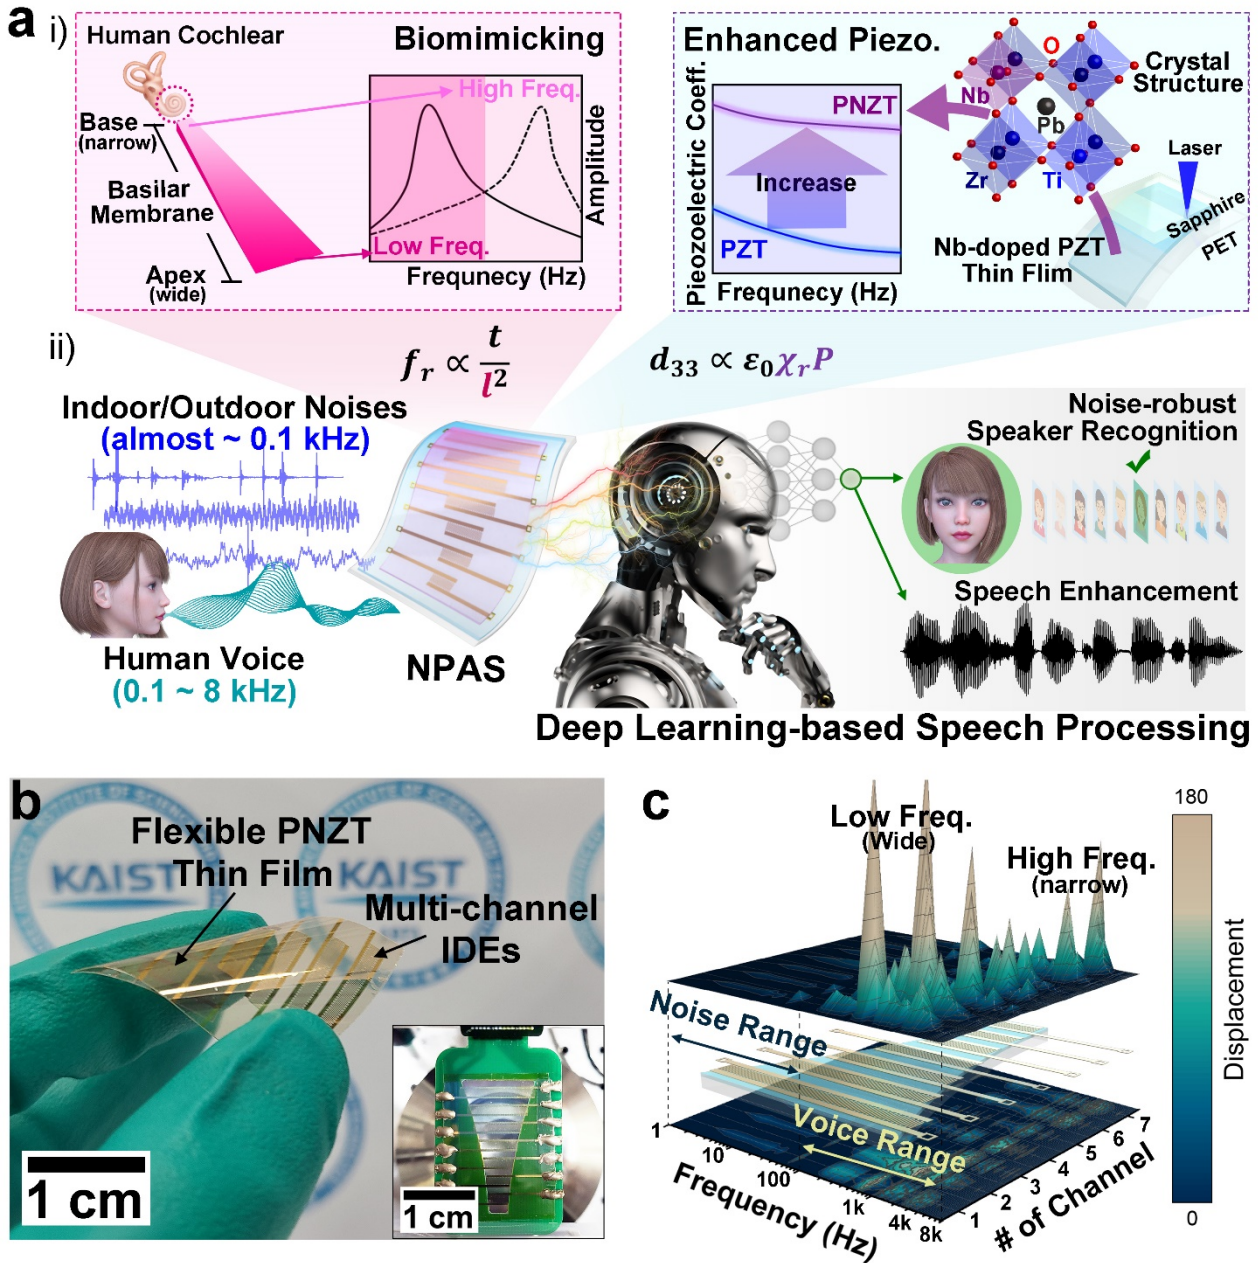 a
i)
Human Cochlear
Biomimicking
High Freq.
Base
(narrow)
Basilar
Membrane
Apex
(wide)
Low Freq.
Amplitude
Frequnecy (Hz)
Enhanced Piezo.
Pieozoelectric Coeff.
PNZT
Increase
PZT
Frequnecy (Hz)
O
Nb
Pb
Zr
Ti
Crystal
Structure
Laser
Sapphire
PET
Nb-doped PZT
Thin Flim
ii)
f_r ∝ t/l²
d₃₃ ∝ ε₀χ_rP
Indoor/Outdoor Noises
(almost ~ 0.1 kHz)
Human Voice
(0.1 ~ 8 kHz)
NPAS
Noise-robust
Speaker Recognition
Speech Enhancement
Deep Learning-based Speech Processing
b
Flexible PNZT
Thin Film
Multi-channel
IDEs
KAIST
KAIST
1 cm
1 cm
c
Low Freq.
(Wide)
High Freq.
(narrow)
Noise Range
Voice Range
1
10
100
1k
4k
8k
Frequency (Hz)
1
2
3
4
5
6
7
# of Channel
180
Displacement
0